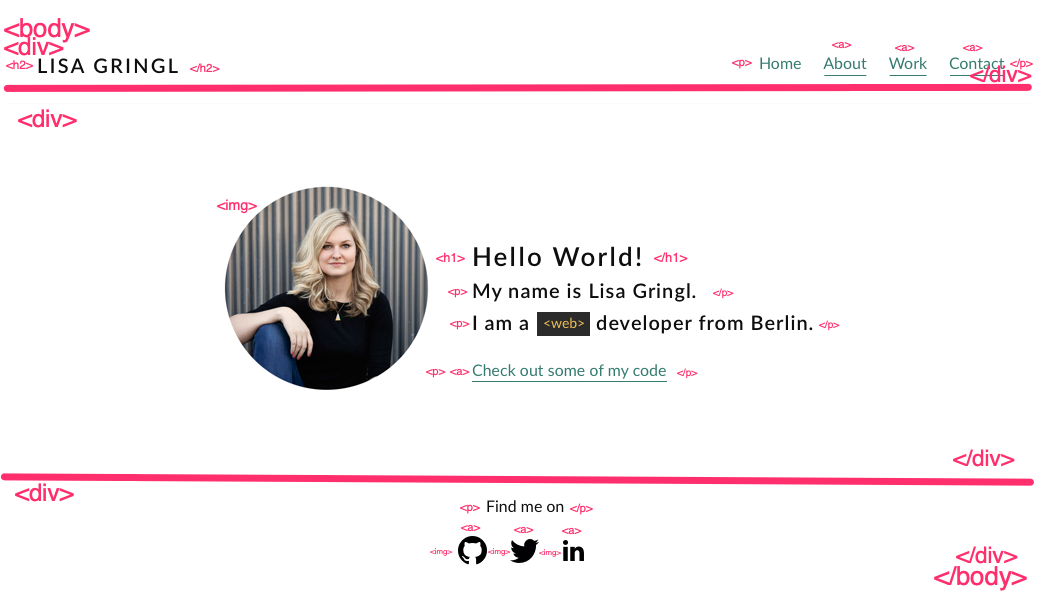 <body>
<div>
<h2> LISA GRINGL </h2>
<a> <a> <a>
<p> Home About Work Contact </p>
</div>
<div>
<img>
<h1> Hello World! </h1>
<p> My name is Lisa Gringl. </p>
<p> I am a <web> developer from Berlin. </p>
<p> <a> Check out some of my code </p>
</div>
<div>
<p> Find me on </p>
<a> <a> <a>
<img> <img> <img> in
</div>
</body>